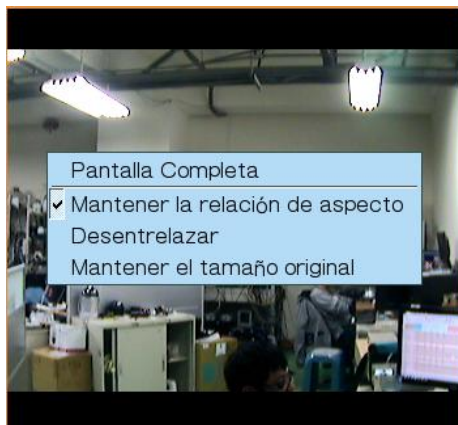 Pantalla Completa
Mantener la relación de aspecto
Desentrelazar
Mantener el tamaño original